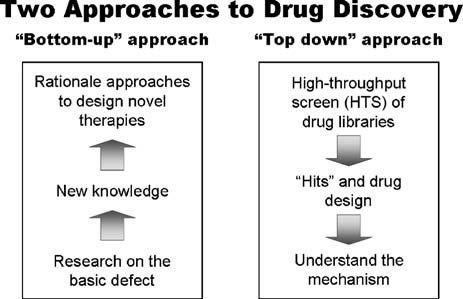 Two Approaches to Drug Discovery
“Bottom-up” approach
Rationale approaches
to design novel
therapies
New knowledge
Research on the
basic defect
“Top down” approach
High-throughput
screen (HTS) of
drug libraries
“Hits” and drug
design
Understand the
mechanism